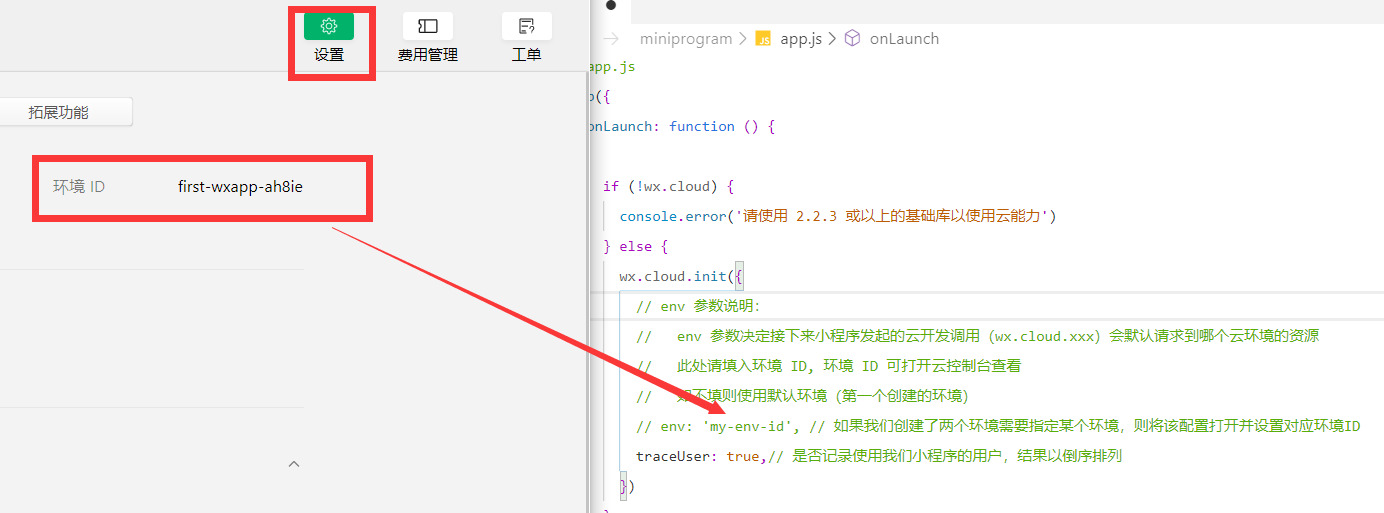 设置
费用管理
工单
拓展功能
环境 ID
first-wxapp-ah8ie
miniprogram > JS app.js > onLaunch
app.js
p({
onLaunch: function () {
if (!wx.cloud) {
console.error('请使用 2.2.3 或以上的基础库以使用云能力')
} else {
wx.cloud.init({
// env 参数说明:
// env 参数决定接下来小程序发起的云开发调用 (wx.cloud.xxx) 会默认请求到哪个云环境的资源
// 此处请填入环境 ID, 环境 ID 可打开云控制台查看
// 如不填则使用默认环境 (第一个创建的环境)
// env: 'my-env-id', // 如果我们创建了两个环境需要指定某个环境, 则将该配置打开并设置对应环境ID
traceUser: true,// 是否记录使用我们小程序的用户, 结果以倒序排列
})